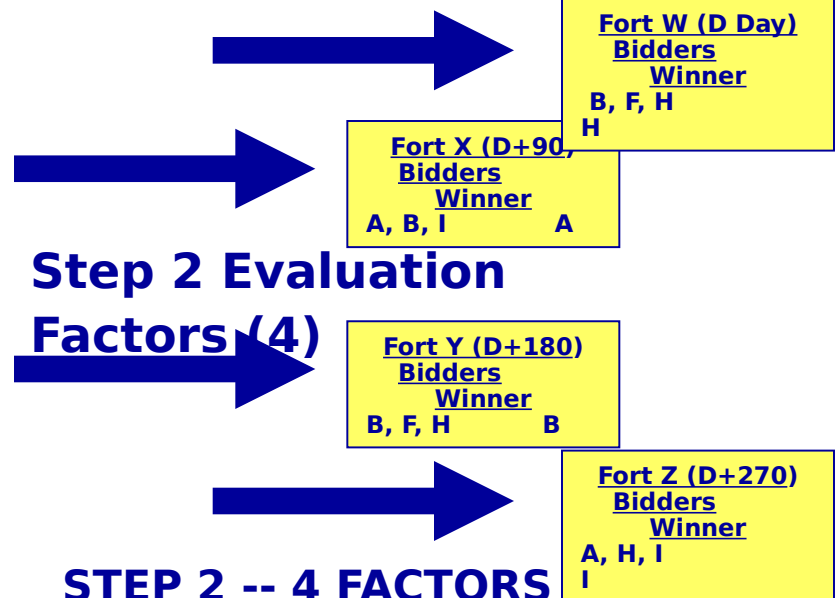 Fort W (D Day)
Bidders
Winner
B, F, H
H
Fort X (D+90)
Bidders
Winner
A, B, I A
Step 2 Evaluation
Factors (4)
Fort Y (D+180)
Bidders
Winner
B, F, H B
Fort Z (D+270)
Bidders
Winner
A, H, I
I
STEP 2 -- 4 FACTORS